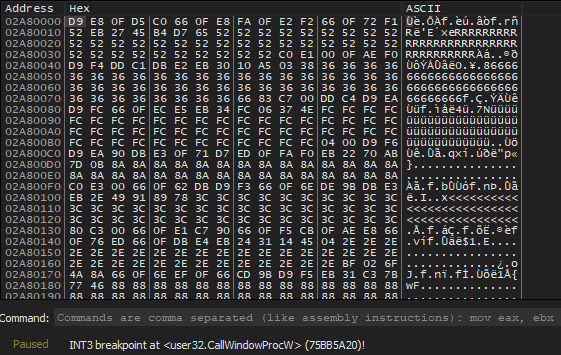 Address Hex ASCII
02A80000 D9 E8 0F D5 C0 66 0F E8 FA 0F E2 F2 66 0F 72 F1 Ùè.ÕÀf.èú.âòf.rñ
02A80010 52 EB 27 45 B4 D7 65 52 52 52 52 52 52 52 52 52 Rë'E´×eRRRRRRRRR
02A80020 52 52 52 52 52 52 52 52 52 52 52 52 52 52 52 52 RRRRRRRRRRRRRRRR
02A80030 52 52 52 52 52 52 52 52 52 52 C0 E1 00 0F AE F0 RRRRRRRRRRÀá..®ð
02A80040 D9 F4 DD C1 DB E2 EB 30 10 A5 03 38 36 36 36 36 ÙôÝÁÛâë0.¥.86666
02A80050 36 36 36 36 36 36 36 36 36 36 36 36 36 36 36 36 6666666666666666
02A80060 36 36 36 36 36 36 36 36 36 36 36 36 36 36 36 36 6666666666666666
02A80070 36 36 36 36 36 36 36 36 66 83 C7 00 DD C4 D9 EA 66666666f.Ç.ÝÄÙê
02A80080 D9 FC 66 0F EC E5 EB 34 FC 06 37 4E FC FC FC FC Ùüf.ìåë4ü.7Nüüüü
02A80090 FC FC FC FC FC FC FC FC FC FC FC FC FC FC FC FC üüüüüüüüüüüüüüüü
02A800A0 FC FC FC FC FC FC FC FC FC FC FC FC FC FC FC FC üüüüüüüüüüüüüüüü
02A800B0 FC FC FC FC FC FC FC FC FC FC FC FC 04 00 D9 F6 üüüüüüüüüüüü..Ùö
02A800C0 D9 EA 90 DB E3 0F 71 D7 ED 0F FA F0 EB 22 70 AB Ùê.Ûã.q×í.úðë"p«
02A800D0 7D 0B 8A 8A 8A 8A 8A 8A 8A 8A 8A 8A 8A 8A 8A 8A }...............
02A800E0 8A 8A 8A 8A 8A 8A 8A 8A 8A 8A 8A 8A 8A 8A 8A 8A ................
02A800F0 C0 E3 00 66 0F 62 DB D9 F3 66 0F 6E DE 9B DB E3 Àã.f.bÛÙóf.nÞ.Ûã
02A80100 EB 2E 49 91 89 78 3C 3C 3C 3C 3C 3C 3C 3C 3C 3C ë.I..x<<<<<<<<<<
02A80110 3C 3C 3C 3C 3C 3C 3C 3C 3C 3C 3C 3C 3C 3C 3C 3C <<<<<<<<<<<<<<<<
02A80120 3C 3C 3C 3C 3C 3C 3C 3C 3C 3C 3C 3C 3C 3C 3C 3C <<<<<<<<<<<<<<<<
02A80130 80 C3 00 66 0F E1 C7 90 66 0F F5 CB 0F AE E8 66 .Ã.f.áÇ.f.õË.®èf
02A80140 0F 76 ED 66 0F DB E4 EB 24 31 14 45 04 2E 2E 2E .víf.Ûäë$1.E....
02A80150 2E 2E 2E 2E 2E 2E 2E 2E 2E 2E 2E 2E 2E 2E 2E 2E ................
02A80160 2E 2E 2E 2E 2E 2E 2E 2E 2E 2E 2E 2E 2E BF 02 6F .............¿.o
02A80170 4A 8A 66 0F 6E EF 0F 66 CD 9B D9 F5 EB 31 C3 7B J.f.nï.fÍ.Ùõë1Ã{
02A80180 77 46 88 88 88 88 88 88 88 88 88 88 88 88 88 88 wF..............
02A80190 88 88 88 88 88 88 88 88 88 88 88 88 88 88 88 88 ................
Command: Commands are comma separated (like assembly instructions): mov eax, ebx
Paused INT3 breakpoint at <user32.CallWindowProcW> (75BB5A20)!